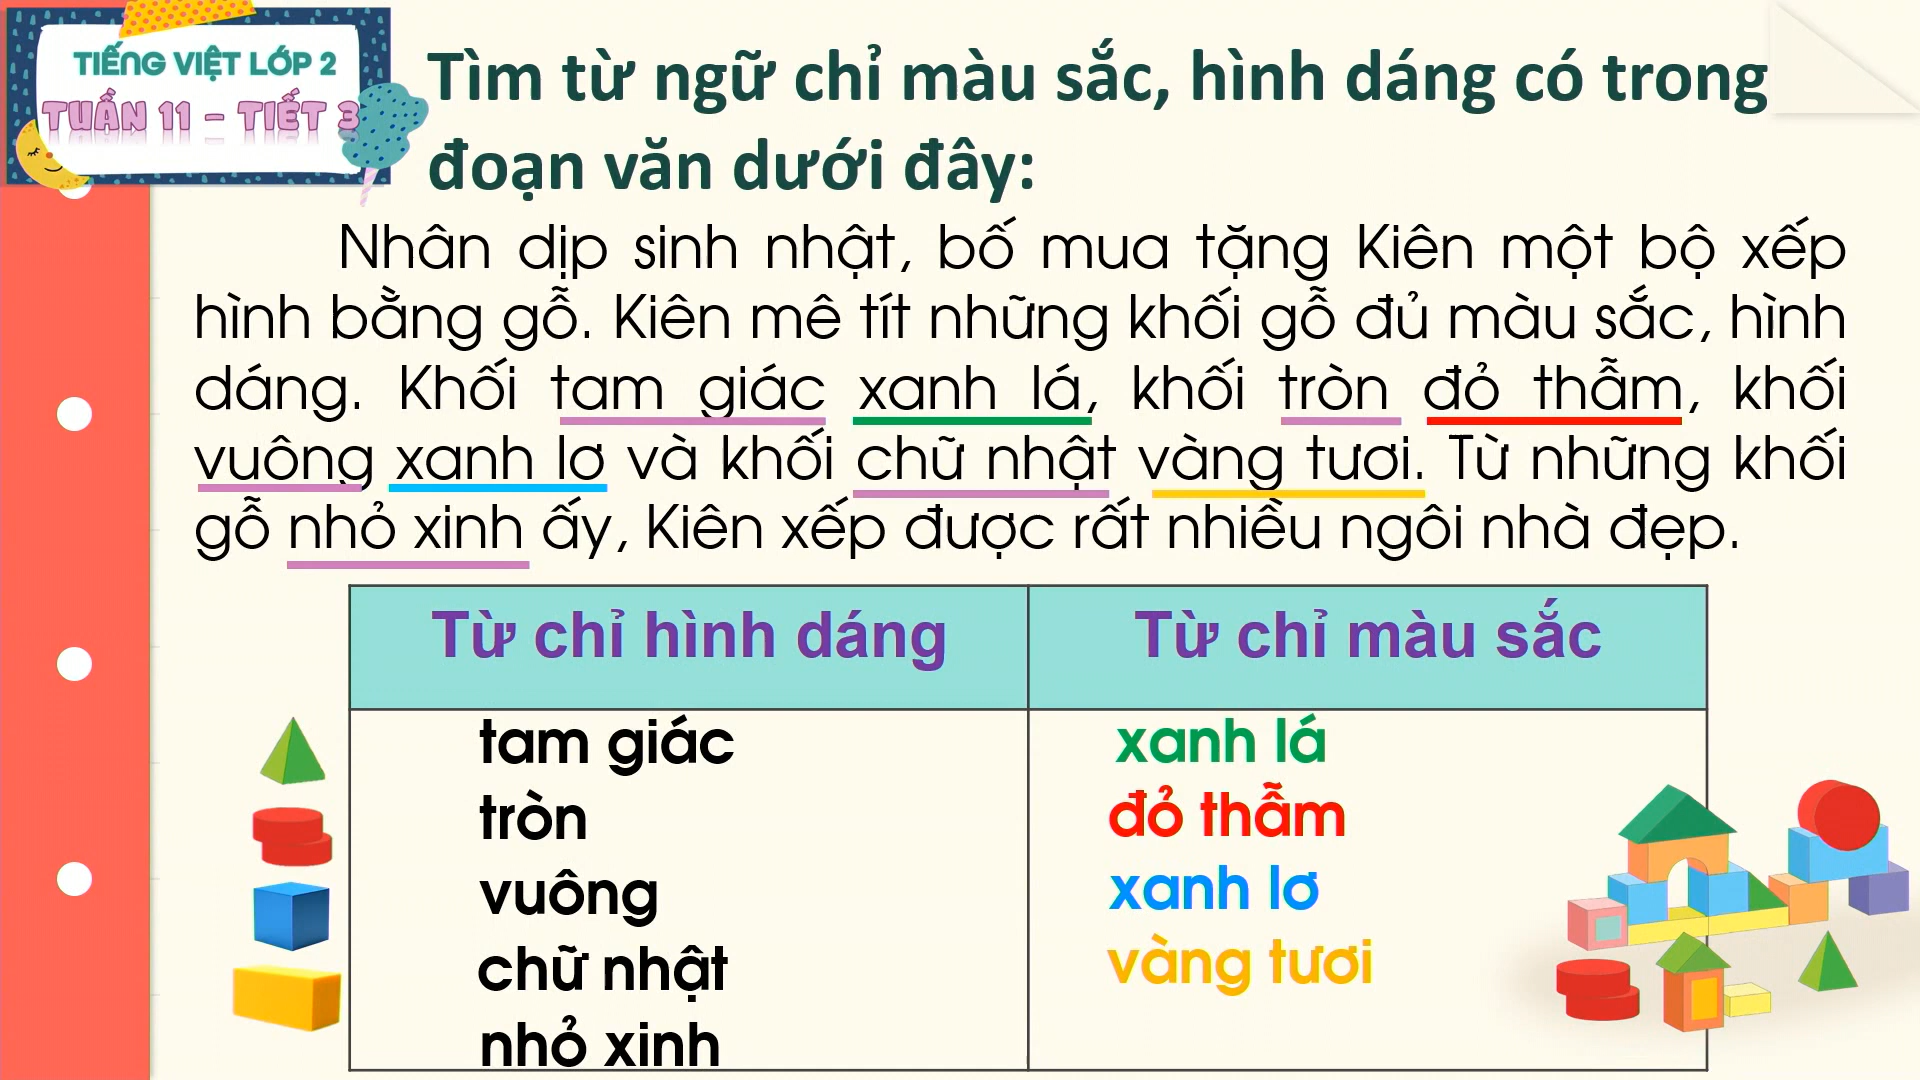 TIẾNG VIỆT LỚP 2
TUẦN 11 – TIẾT 3
Tìm từ ngữ chỉ màu sắc, hình dáng có trong
đoạn văn dưới đây:
Nhân dịp sinh nhật, bố mua tặng Kiên một bộ xếp
hình bằng gỗ. Kiên mê tít những khối gỗ đủ màu sắc, hình
dáng. Khối tam giác xanh lá, khối tròn đỏ thẫm, khối
vuông xanh lơ và khối chữ nhật vàng tươi. Từ những khối
gỗ nhỏ xinh ấy, Kiên xếp được rất nhiều ngôi nhà đẹp.
Từ chỉ hình dáng
tam giác
tròn
vuông
chữ nhật
nhỏ xinh
Từ chỉ màu sắc
xanh lá
đỏ thẫm
xanh lơ
vàng tươi